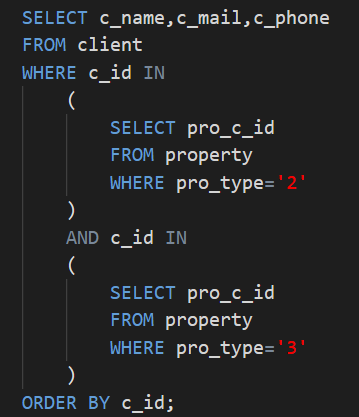 SELECT c_name,c_mail,c_phone
FROM client
WHERE c_id IN
    (
        SELECT pro_c_id
        FROM property
        WHERE pro_type='2'
    )
    AND c_id IN
    (
        SELECT pro_c_id
        FROM property
        WHERE pro_type='3'
    )
ORDER BY c_id;